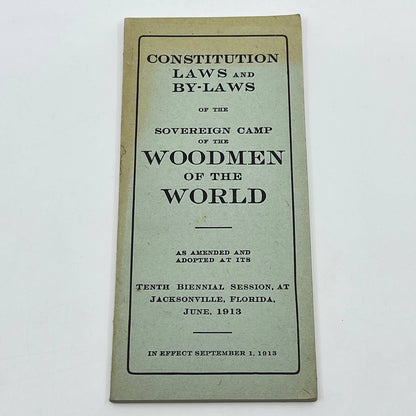 CONSTITUTION
LAWS AND
BY-LAWS
OF THE
SOVEREIGN CAMP
OF THE
WOODMEN
OF THE
WORLD
AS AMENDED AND
ADOPTED AT ITS
TENTH BIENNIAL SESSION, AT
JACKSONVILLE, FLORIDA,
JUNE, 1913
IN EFFECT SEPTEMBER 1, 1913